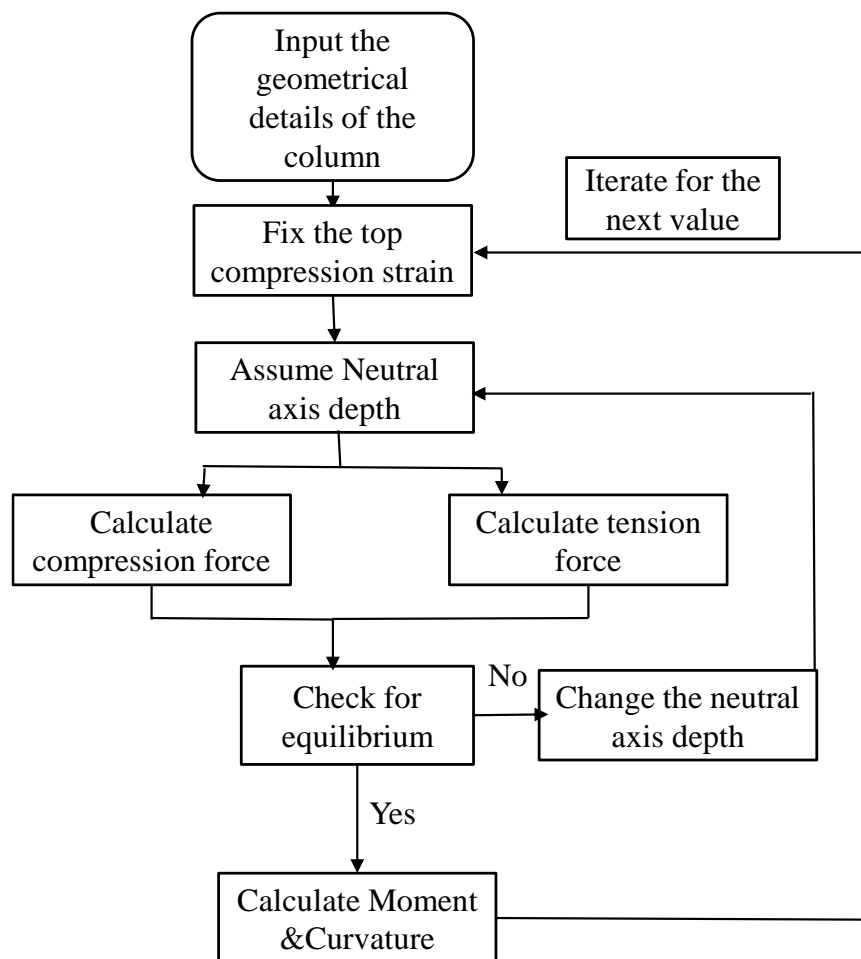 Input the
geometrical
details of the
column
Iterate for the
next value
Fix the top
compression strain
Assume Neutral
axis depth
Calculate
compression force
Calculate tension
force
Check for
equilibrium
No
Change the neutral
axis depth
Yes
Calculate Moment
&Curvature